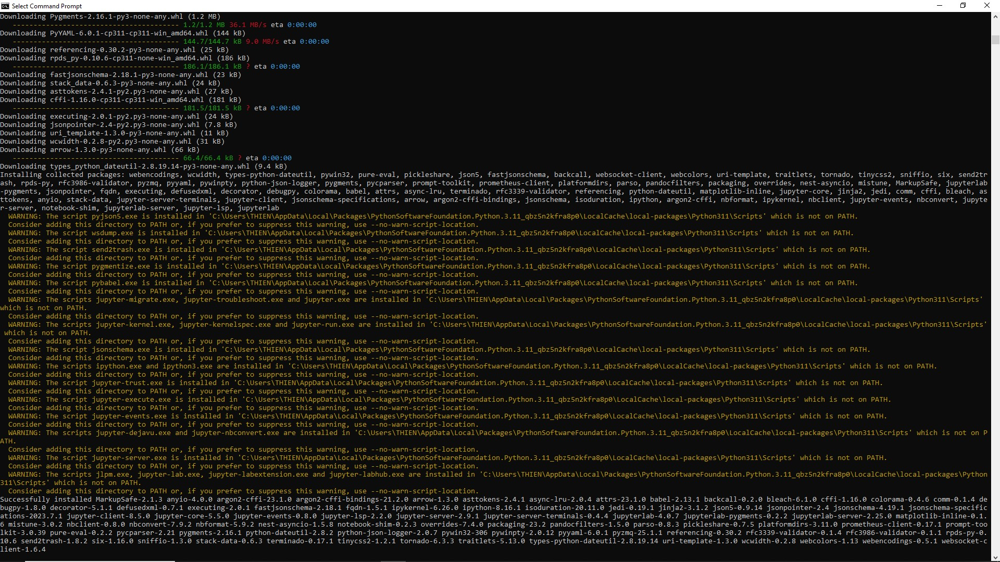 Select Command Prompt
Downloading Pygments-2.16.1-py3-none-any.whl (1.2 MB)
---------------------------------------- 1.2/1.2 MB 36.1 MB/s eta 0:00:00
Downloading PyYAML-6.0.1-cp311-cp311-win_amd64.whl (144 kB)
---------------------------------------- 144.7/144.7 kB 9.0 MB/s eta 0:00:00
Downloading referencing-0.30.2-py3-none-any.whl (25 kB)
Downloading rpds_py-0.10.6-cp311-none-win_amd64.whl (186 kB)
---------------------------------------- 186.1/186.1 kB ? eta 0:00:00
Downloading fastjsonschema-2.18.1-py3-none-any.whl (23 kB)
Downloading stack_data-0.6.3-py3-none-any.whl (24 kB)
Downloading asttokens-2.4.1-py2.py3-none-any.whl (27 kB)
Downloading cffi-1.16.0-cp311-cp311-win_amd64.whl (181 kB)
---------------------------------------- 181.5/181.5 kB ? eta 0:00:00
Downloading executing-2.0.1-py2.py3-none-any.whl (24 kB)
Downloading jsonpointer-2.4-py2.py3-none-any.whl (7.8 kB)
Downloading uri_template-1.3.0-py3-none-any.whl (11 kB)
Downloading wcwidth-0.2.8-py2.py3-none-any.whl (31 kB)
Downloading arrow-1.3.0-py3-none-any.whl (66 kB)
---------------------------------------- 66.4/66.4 kB ? eta 0:00:00
Downloading types_python_dateutil-2.8.19.14-py3-none-any.whl (9.4 kB)
Installing collected packages: webencodings, wcwidth, types-python-dateutil, pywin32, pure-eval, pickleshare, json5, fastjsonschema, backcall, websocket-client, webcolors, uri-template, traitlets, tornado, tinycss2, sniffio, six, send2tr
ash, rpds-py, rfc3986-validator, pyzmq, pyyaml, pywinpty, python-json-logger, pygments, pycparser, prompt-toolkit, prometheus-client, platformdirs, parso, pandocfilters, packaging, overrides, nest-asyncio, mistune, MarkupSafe, jupyterlab
-pygments, jsonpointer, fqdn, executing, defusedxml, decorator, debugpy, colorama, babel, attrs, async-lru, terminado, rfc3339-validator, referencing, python-dateutil, matplotlib-inline, jupyter-core, jinja2, jedi, comm, cffi, bleach, as
ttokens, anyio, stack-data, jupyter-server-terminals, jupyter-client, jsonschema-specifications, arrow, argon2-cffi-bindings, jsonschema, isoduration, ipython, argon2-cffi, nbformat, ipykernel, nbclient, jupyter-events, nbconvert, jupyte
r-server, notebook-shim, jupyterlab-server, jupyter-lsp, jupyterlab
WARNING: The script pyjson5.exe is installed in 'C:\Users\THIEN\AppData\Local\Packages\PythonSoftwareFoundation.Python.3.11_qbz5n2kfra8p0\LocalCache\local-packages\Python311\Scripts' which is not on PATH.
Consider adding this directory to PATH or, if you prefer to suppress this warning, use --no-warn-script-location.
WARNING: The script wsdump.exe is installed in 'C:\Users\THIEN\AppData\Local\Packages\PythonSoftwareFoundation.Python.3.11_qbz5n2kfra8p0\LocalCache\local-packages\Python311\Scripts' which is not on PATH.
Consider adding this directory to PATH or, if you prefer to suppress this warning, use --no-warn-script-location.
WARNING: The script send2trash.exe is installed in 'C:\Users\THIEN\AppData\Local\Packages\PythonSoftwareFoundation.Python.3.11_qbz5n2kfra8p0\LocalCache\local-packages\Python311\Scripts' which is not on PATH.
Consider adding this directory to PATH or, if you prefer to suppress this warning, use --no-warn-script-location.
WARNING: The script pygmentize.exe is installed in 'C:\Users\THIEN\AppData\Local\Packages\PythonSoftwareFoundation.Python.3.11_qbz5n2kfra8p0\LocalCache\local-packages\Python311\Scripts' which is not on PATH.
Consider adding this directory to PATH or, if you prefer to suppress this warning, use --no-warn-script-location.
WARNING: The script pybabel.exe is installed in 'C:\Users\THIEN\AppData\Local\Packages\PythonSoftwareFoundation.Python.3.11_qbz5n2kfra8p0\LocalCache\local-packages\Python311\Scripts' which is not on PATH.
Consider adding this directory to PATH or, if you prefer to suppress this warning, use --no-warn-script-location.
WARNING: The scripts jupyter-migrate.exe, jupyter-troubleshoot.exe and jupyter.exe are installed in 'C:\Users\THIEN\AppData\Local\Packages\PythonSoftwareFoundation.Python.3.11_qbz5n2kfra8p0\LocalCache\local-packages\Python311\Scripts'
which is not on PATH.
Consider adding this directory to PATH or, if you prefer to suppress this warning, use --no-warn-script-location.
WARNING: The scripts jupyter-kernel.exe, jupyter-kernelspec.exe and jupyter-run.exe are installed in 'C:\Users\THIEN\AppData\Local\Packages\PythonSoftwareFoundation.Python.3.11_qbz5n2kfra8p0\LocalCache\local-packages\Python311\Scripts'
which is not on PATH.
Consider adding this directory to PATH or, if you prefer to suppress this warning, use --no-warn-script-location.
WARNING: The script jsonschema.exe is installed in 'C:\Users\THIEN\AppData\Local\Packages\PythonSoftwareFoundation.Python.3.11_qbz5n2kfra8p0\LocalCache\local-packages\Python311\Scripts' which is not on PATH.
Consider adding this directory to PATH or, if you prefer to suppress this warning, use --no-warn-script-location.
WARNING: The scripts ipython.exe and ipython3.exe are installed in 'C:\Users\THIEN\AppData\Local\Packages\PythonSoftwareFoundation.Python.3.11_qbz5n2kfra8p0\LocalCache\local-packages\Python311\Scripts' which is not on PATH.
Consider adding this directory to PATH or, if you prefer to suppress this warning, use --no-warn-script-location.
WARNING: The script jupyter-trust.exe is installed in 'C:\Users\THIEN\AppData\Local\Packages\PythonSoftwareFoundation.Python.3.11_qbz5n2kfra8p0\LocalCache\local-packages\Python311\Scripts' which is not on PATH.
Consider adding this directory to PATH or, if you prefer to suppress this warning, use --no-warn-script-location.
WARNING: The script jupyter-execute.exe is installed in 'C:\Users\THIEN\AppData\Local\Packages\PythonSoftwareFoundation.Python.3.11_qbz5n2kfra8p0\LocalCache\local-packages\Python311\Scripts' which is not on PATH.
Consider adding this directory to PATH or, if you prefer to suppress this warning, use --no-warn-script-location.
WARNING: The script jupyter-events.exe is installed in 'C:\Users\THIEN\AppData\Local\Packages\PythonSoftwareFoundation.Python.3.11_qbz5n2kfra8p0\LocalCache\local-packages\Python311\Scripts' which is not on PATH.
Consider adding this directory to PATH or, if you prefer to suppress this warning, use --no-warn-script-location.
WARNING: The scripts jupyter-dejavu.exe and jupyter-nbconvert.exe are installed in 'C:\Users\THIEN\AppData\Local\Packages\PythonSoftwareFoundation.Python.3.11_qbz5n2kfra8p0\LocalCache\local-packages\Python311\Scripts' which is not on P
ATH.
Consider adding this directory to PATH or, if you prefer to suppress this warning, use --no-warn-script-location.
WARNING: The script jupyter-server.exe is installed in 'C:\Users\THIEN\AppData\Local\Packages\PythonSoftwareFoundation.Python.3.11_qbz5n2kfra8p0\LocalCache\local-packages\Python311\Scripts' which is not on PATH.
Consider adding this directory to PATH or, if you prefer to suppress this warning, use --no-warn-script-location.
WARNING: The scripts jlpm.exe, jupyter-lab.exe, jupyter-labextension.exe and jupyter-labhub.exe are installed in 'C:\Users\THIEN\AppData\Local\Packages\PythonSoftwareFoundation.Python.3.11_qbz5n2kfra8p0\LocalCache\local-packages\Python
311\Scripts' which is not on PATH.
Consider adding this directory to PATH or, if you prefer to suppress this warning, use --no-warn-script-location.
Successfully installed MarkupSafe-2.1.3 anyio-4.0.0 argon2-cffi-23.1.0 argon2-cffi-bindings-21.2.0 arrow-1.3.0 asttokens-2.4.1 async-lru-2.0.4 attrs-23.1.0 babel-2.13.1 backcall-0.2.0 bleach-6.1.0 cffi-1.16.0 colorama-0.4.6 comm-0.1.4 de
bugpy-1.8.0 decorator-5.1.1 defusedxml-0.7.1 executing-2.0.1 fastjsonschema-2.18.1 fqdn-1.5.1 ipykernel-6.26.0 ipython-8.16.1 isoduration-20.11.0 jedi-0.19.1 jinja2-3.1.2 json5-0.9.14 jsonpointer-2.4 jsonschema-4.19.1 jsonschema-specific
ations-2023.7.1 jupyter-client-8.5.0 jupyter-core-5.5.0 jupyter-events-0.8.0 jupyter-lsp-2.2.0 jupyter-server-2.9.1 jupyter-server-terminals-0.4.4 jupyterlab-4.0.7 jupyterlab-pygments-0.2.2 jupyterlab-server-2.25.0 matplotlib-inline-0.1.
6 mistune-3.0.2 nbclient-0.8.0 nbconvert-7.9.2 nbformat-5.9.2 nest-asyncio-1.5.8 notebook-shim-0.2.3 overrides-7.4.0 packaging-23.2 pandocfilters-1.5.0 parso-0.8.3 pickleshare-0.7.5 platformdirs-3.11.0 prometheus-client-0.17.1 prompt-too
lkit-3.0.39 pure-eval-0.2.2 pycparser-2.21 pygments-2.16.1 python-dateutil-2.8.2 python-json-logger-2.0.7 pywin32-306 pywinpty-2.0.12 pyyaml-6.0.1 pyzmq-25.1.1 referencing-0.30.2 rfc3339-validator-0.1.4 rfc3986-validator-0.1.1 rpds-py-0.
10.6 send2trash-1.8.2 six-1.16.0 sniffio-1.3.0 stack-data-0.6.3 terminado-0.17.1 tinycss2-1.2.1 tornado-6.3.3 traitlets-5.13.0 types-python-dateutil-2.8.19.14 uri-template-1.3.0 wcwidth-0.2.8 webcolors-1.13 webencodings-0.5.1 websocket-c
lient-1.6.4